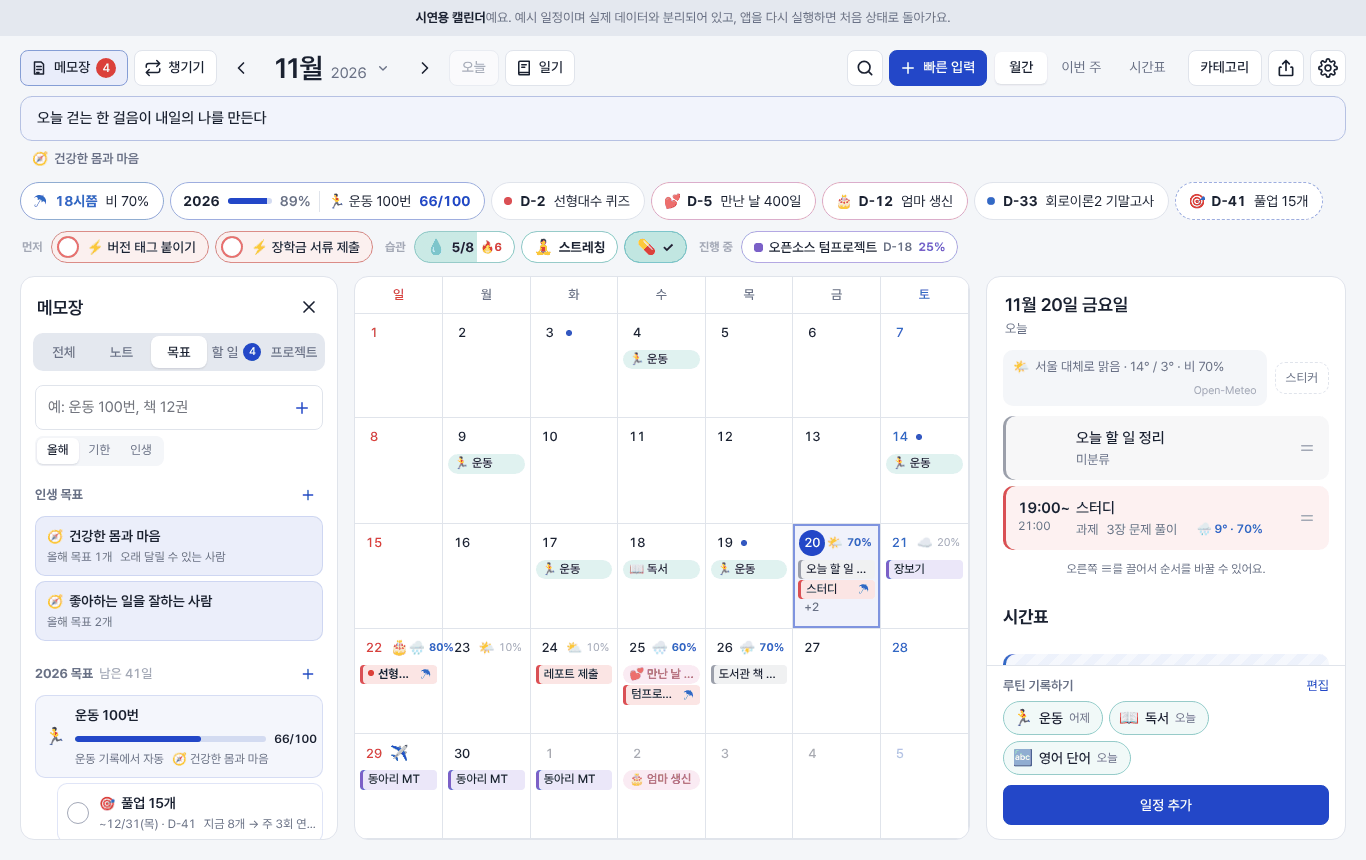 시연용 캘린더예요. 예시 일정이며 실제 데이터와 분리되어 있고, 앱을 다시 실행하면 처음 상태로 돌아가요.
메모장 4 챙기기 11월 2026 오늘 일기 빠른 입력 월간 이번 주 시간표 카테고리
오늘 걷는 한 걸음이 내일의 나를 만든다
🧭 건강한 몸과 마음
18시쯤 비 70% 2026 89% 🏃 운동 100번 66/100 D-2 선형대수 퀴즈 💕 D-5 만난 날 400일 🎂 D-12 엄마 생신 D-33 회로이론2 기말고사 🎯 D-41 풀업 15개
먼저 ⚡ 버전 태그 붙이기 ⚡ 장학금 서류 제출 습관 💧 5/8 🔥6 🧘 스트레칭 💊 ✓ 진행 중 오픈소스 텀프로젝트 D-18 25%
메모장
전체 노트 목표 할 일 4 프로젝트
예: 운동 100번, 책 12권
올해 기한 인생
인생 목표
🧭 건강한 몸과 마음
올해 목표 1개 오래 달릴 수 있는 사람
🧭 좋아하는 일을 잘하는 사람
올해 목표 2개
2026 목표 남은 41일
운동 100번
🏃 66/100
운동 기록에서 자동 🧭 건강한 몸과 마음
🎯 풀업 15개
~12/31(목) · D-41 지금 8개 → 주 3회 연...
일 월 화 수 목 금 토
1 2 3 4 5 6 7
🏃 운동
8 9 10 11 12 13 14
🏃 운동 🏃 운동
15 16 17 18 19 20 70% 21 20%
🏃 운동 📖 독서 🏃 운동 오늘 할 일 ... 장보기
스터디
+2
22 80% 23 10% 24 10% 25 60% 26 70% 27 28
선형... 레포트 제출 💕 만난 날 ... 도서관 책 ...
텀프로...
29 30 1 2 3 4 5
동아리 MT 동아리 MT 동아리 MT 🎂 엄마 생신
11월 20일 금요일
오늘
서울 대체로 맑음 · 14° / 3° · 비 70%
Open-Meteo
스티커
오늘 할 일 정리
미분류
19:00~ 스터디
21:00 과제 3장 문제 풀이 9° · 70%
오른쪽 ≡를 끌어서 순서를 바꿀 수 있어요.
시간표
루틴 기록하기 편집
🏃 운동 어제 📖 독서 오늘
🔤 영어 단어 오늘
일정 추가